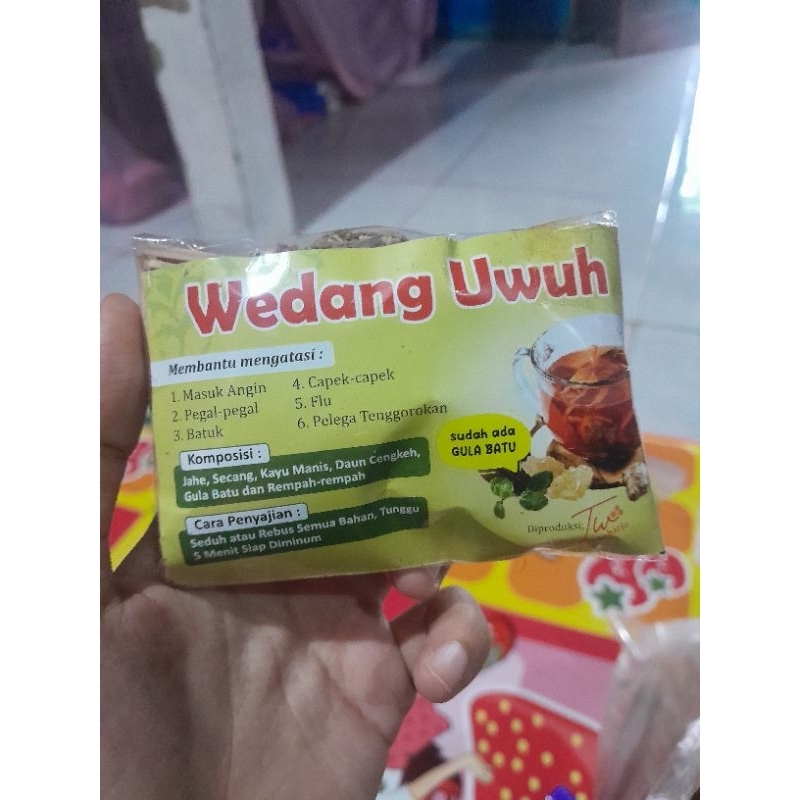 Wedang Uwuh
Membantu mengatasi :
1. Masuk Angin
2. Pegal-pegal
3. Batuk
4. Capek-capek
5. Flu
6. Pelega Tenggorokan
Komposisi :
Jahe, Secang, Kayu Manis, Daun Cengkeh,
Gula Batu dan Rempah-rempah
Cara Penyajian :
Seduh atau Rebus Semua Bahan, Tunggu
5 Menit Siap Diminum
sudah ada
GULA BATU
Diproduksi